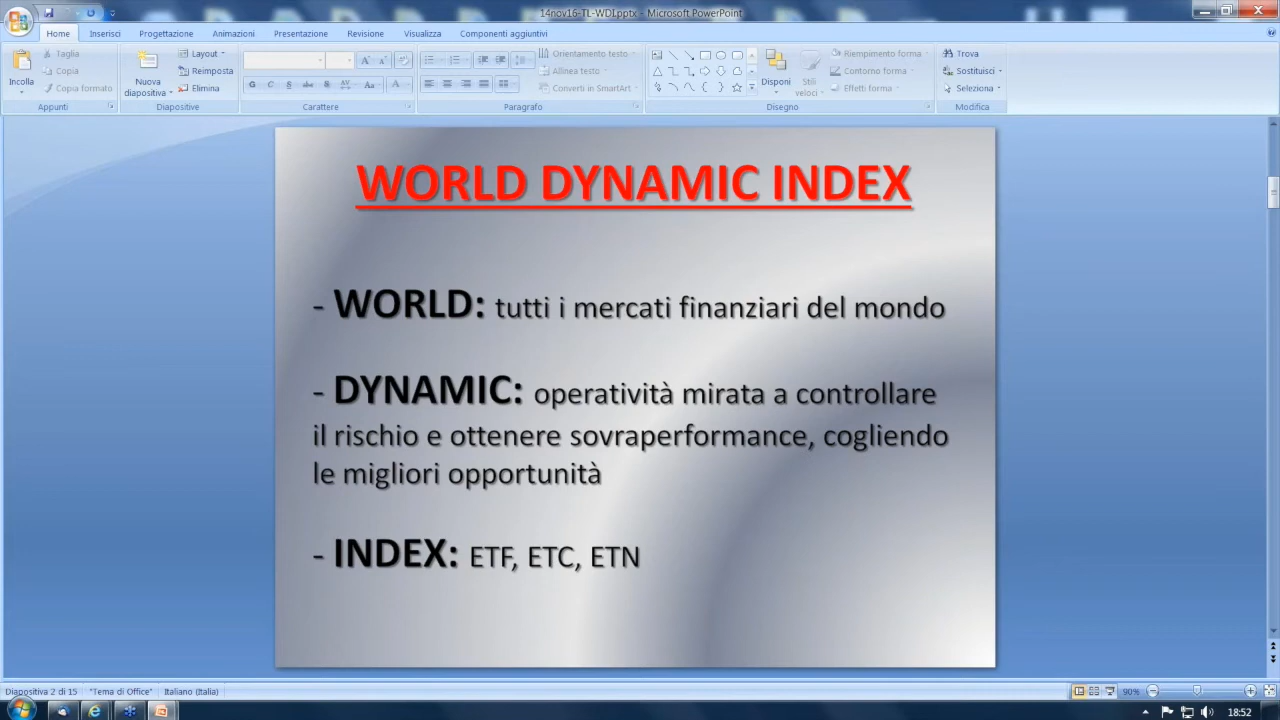 14nov16-TL-WDI.pptx - Microsoft PowerPoint
Home Inserisci Progettazione Animazioni Presentazione Revisione Visualizza Componenti aggiuntivi
Incolla
Taglia
Copia
Copia formato
Appunti
Nuova
diapositiva
Layout
Reimposta
Elimina
Diapositive
G C S abc S AV Aa A
Carattere
Orientamento testo
Allinea testo
Converti in SmartArt
Paragrafo
Disponi
Stili
veloci
Riempimento forma
Contorno forma
Effetti forma
Disegno
Trova
Sostituisci
Seleziona
Modifica
WORLD DYNAMIC INDEX
- WORLD: tutti i mercati finanziari del mondo
- DYNAMIC: operatività mirata a controllare
il rischio e ottenere sovraperformance, cogliendo
le migliori opportunità
- INDEX: ETF, ETC, ETN
Diapositiva 2 di 15 "Tema di Office" Italiano (Italia) 90%
18:52